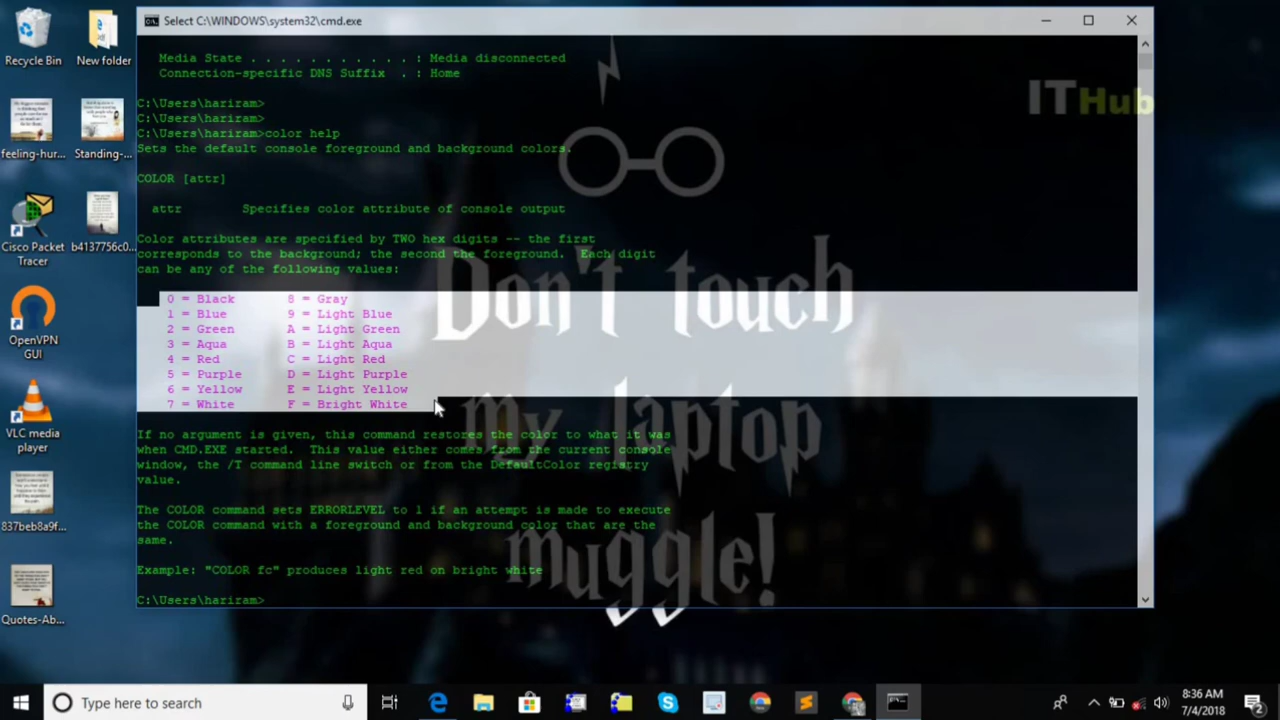 Select C:\WINDOWS\system32\cmd.exe
Recycle Bin
New folder
feeling-hur...
Standing-...
Cisco Packet
Tracer
b4137756c0...
OpenVPN
GUI
VLC media
player
837beb8a9f...
Quotes-Ab...
Media State . . . . . . . . . . . : Media disconnected
Connection-specific DNS Suffix  . : Home
C:\Users\hariram>
C:\Users\hariram>
C:\Users\hariram>color help
Sets the default console foreground and background colors.
COLOR [attr]
attr        Specifies color attribute of console output
Color attributes are specified by TWO hex digits -- the first
corresponds to the background; the second the foreground.  Each digit
can be any of the following values:
0 = Black       8 = Gray
1 = Blue        9 = Light Blue
2 = Green       A = Light Green
3 = Aqua        B = Light Aqua
4 = Red         C = Light Red
5 = Purple      D = Light Purple
6 = Yellow      E = Light Yellow
7 = White       F = Bright White
If no argument is given, this command restores the color to what it was
when CMD.EXE started.  This value either comes from the current console
window, the /T command line switch or from the DefaultColor registry
value.
The COLOR command sets ERRORLEVEL to 1 if an attempt is made to execute
the COLOR command with a foreground and background color that are the
same.
Example: "COLOR fc" produces light red on bright white
C:\Users\hariram>
ITHub
Don't touch
my laptop
muggle!
Type here to search
8:36 AM
7/4/2018
2